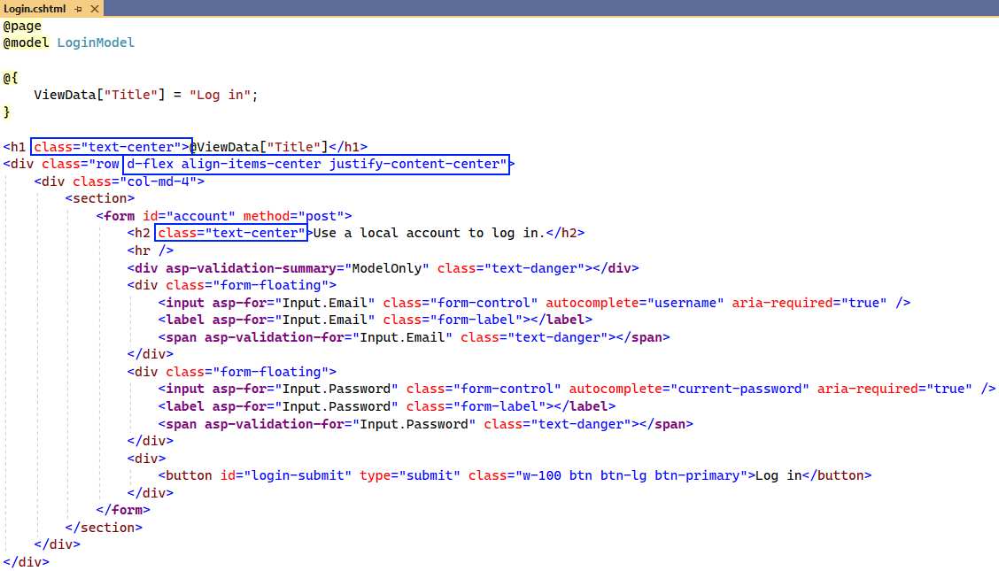 Login.cshtml
@page
@model LoginModel
@{
    ViewData["Title"] = "Log in";
}
<h1 class="text-center">@ViewData["Title"]</h1>
<div class="row d-flex align-items-center justify-content-center">
    <div class="col-md-4">
        <section>
            <form id="account" method="post">
                <h2 class="text-center">Use a local account to log in.</h2>
                <hr />
                <div asp-validation-summary="ModelOnly" class="text-danger"></div>
                <div class="form-floating">
                    <input asp-for="Input.Email" class="form-control" autocomplete="username" aria-required="true" />
                    <label asp-for="Input.Email" class="form-label"></label>
                    <span asp-validation-for="Input.Email" class="text-danger"></span>
                </div>
                <div class="form-floating">
                    <input asp-for="Input.Password" class="form-control" autocomplete="current-password" aria-required="true" />
                    <label asp-for="Input.Password" class="form-label"></label>
                    <span asp-validation-for="Input.Password" class="text-danger"></span>
                </div>
                <div>
                    <button id="login-submit" type="submit" class="w-100 btn btn-lg btn-primary">Log in</button>
                </div>
            </form>
        </section>
    </div>
</div>